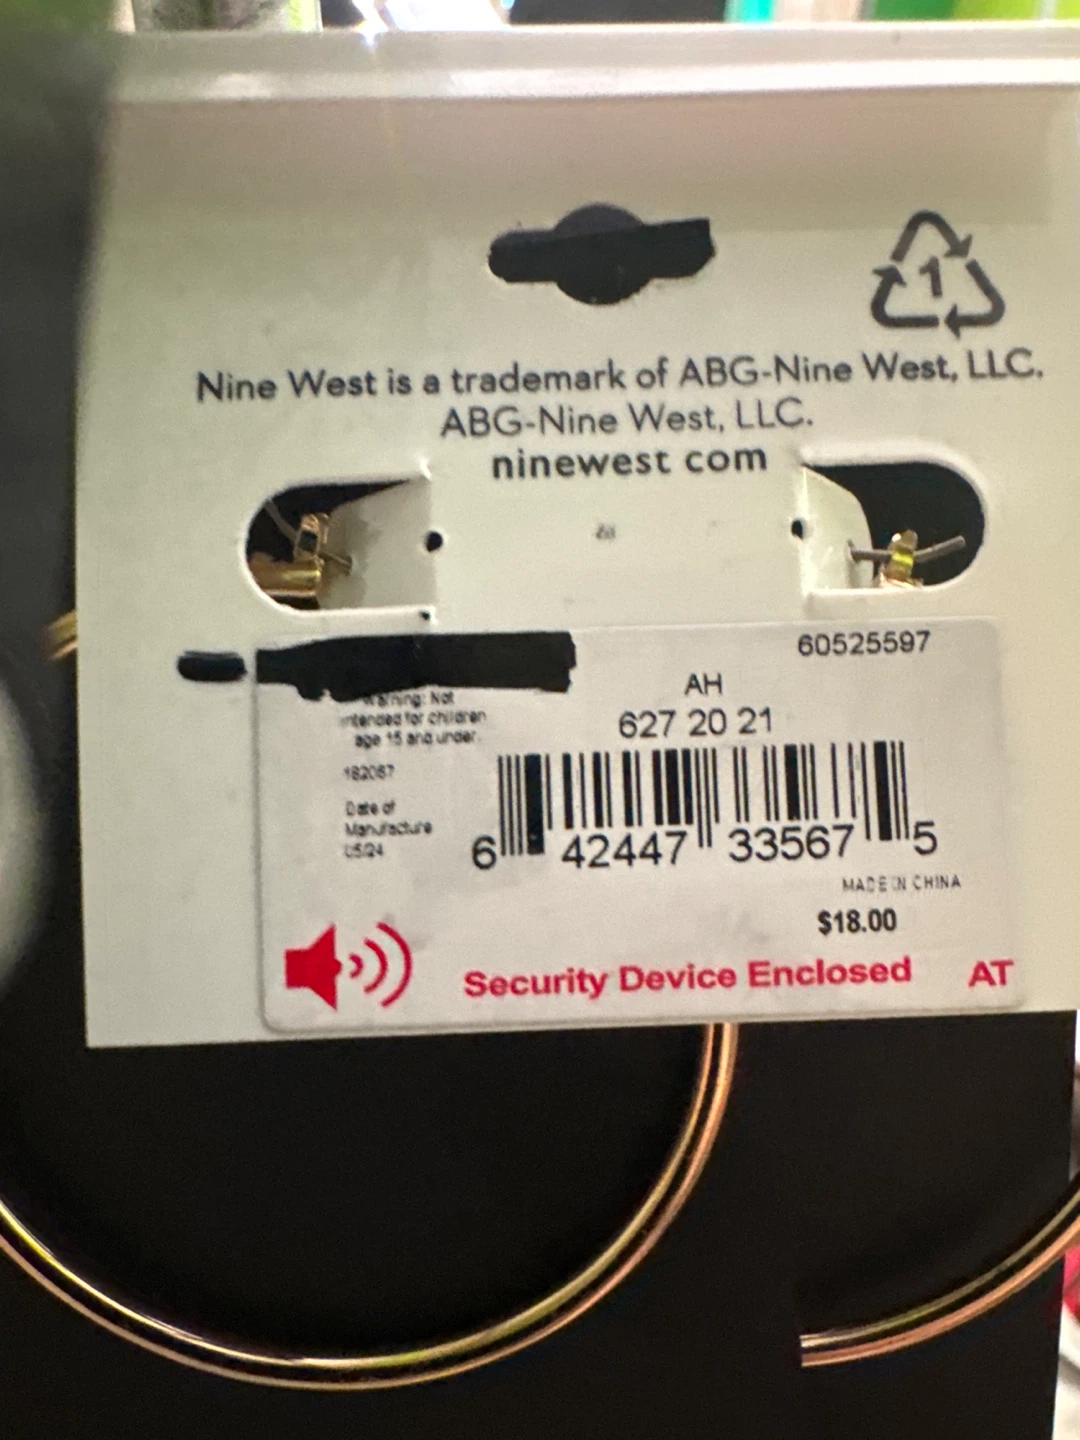 1
Nine West is a trademark of ABG-Nine West, LLC.
ABG-Nine West, LLC.
ninewest com
60525597
AH
627 20 21
Warning: Not
intended for children
age 15 and under.
182067
Date of
Manufacture
05/24
6 42447 33567 5
MADE IN CHINA
$18.00
Security Device Enclosed AT